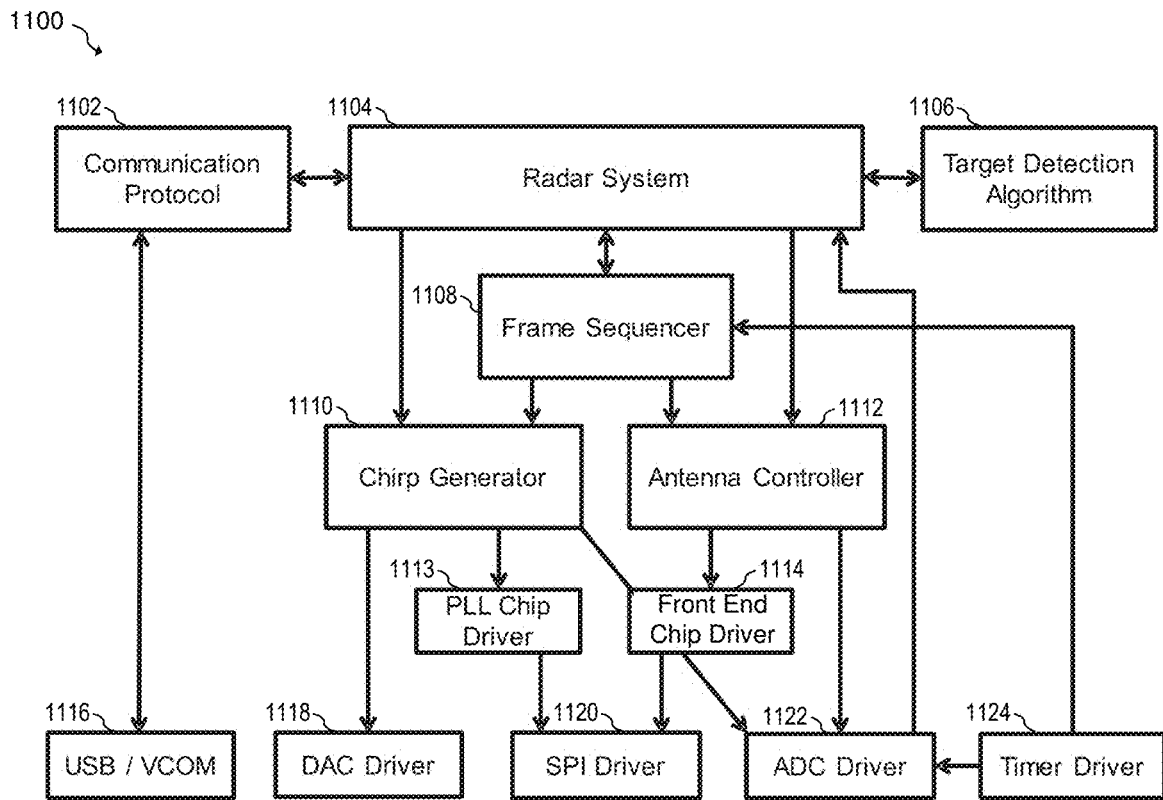 1100
1102
1104
1106
Communication
Protocol
Radar System
Target Detection
Algorithm
1108
Frame Sequencer
1110
1112
Chirp Generator
Antenna Controller
1113
1114
PLL Chip
Driver
Front End
Chip Driver
1116
1118
1120
1122
1124
USB / VCOM
DAC Driver
SPI Driver
ADC Driver
Timer Driver